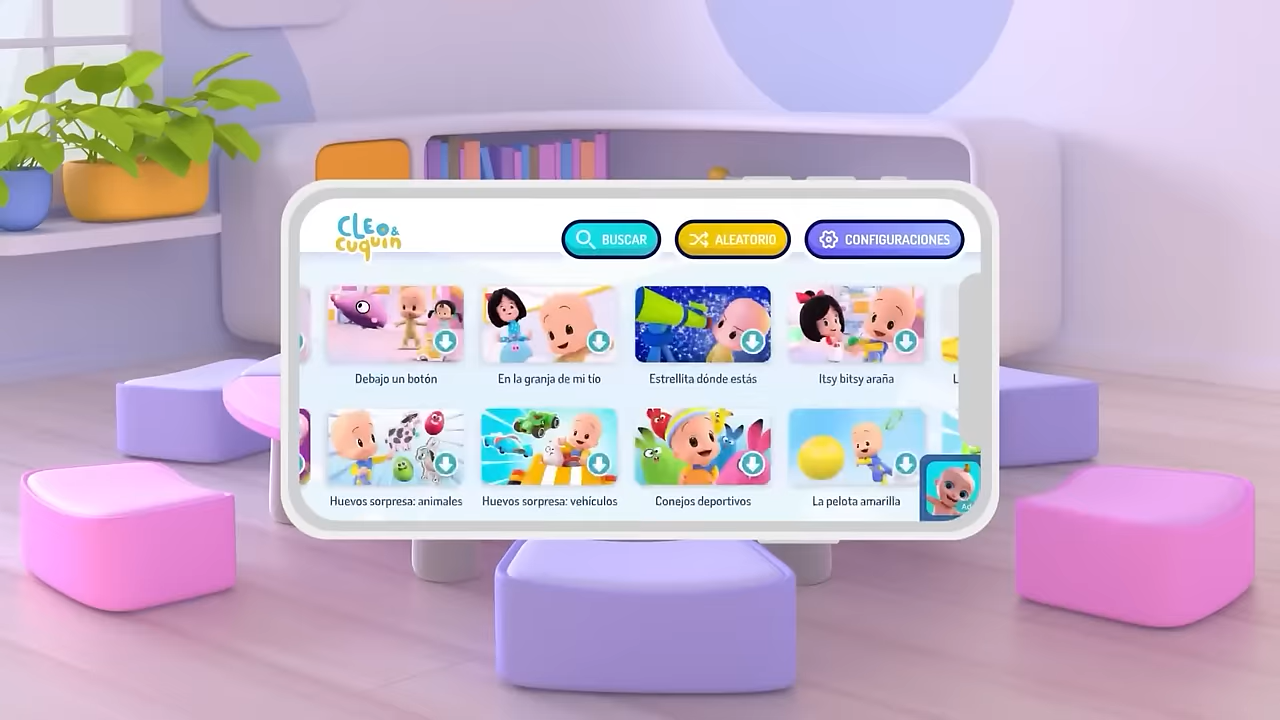 CLEO &
CUQUIN
BUSCAR
ALEATORIO
CONFIGURACIONES
Debajo un botón
En la granja de mi tío
Estrellita dónde estás
Itsy bitsy araña
L
Huevos sorpresa: animales
Huevos sorpresa: vehículos
Conejos deportivos
La pelota amarilla
Ad